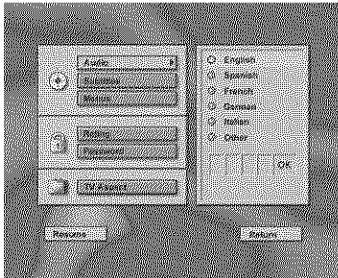 Audio
Subtitles
Menus
Rating
Password
TV Aspect
English
Spanish
French
German
Italian
Other
OK
Resume
Return